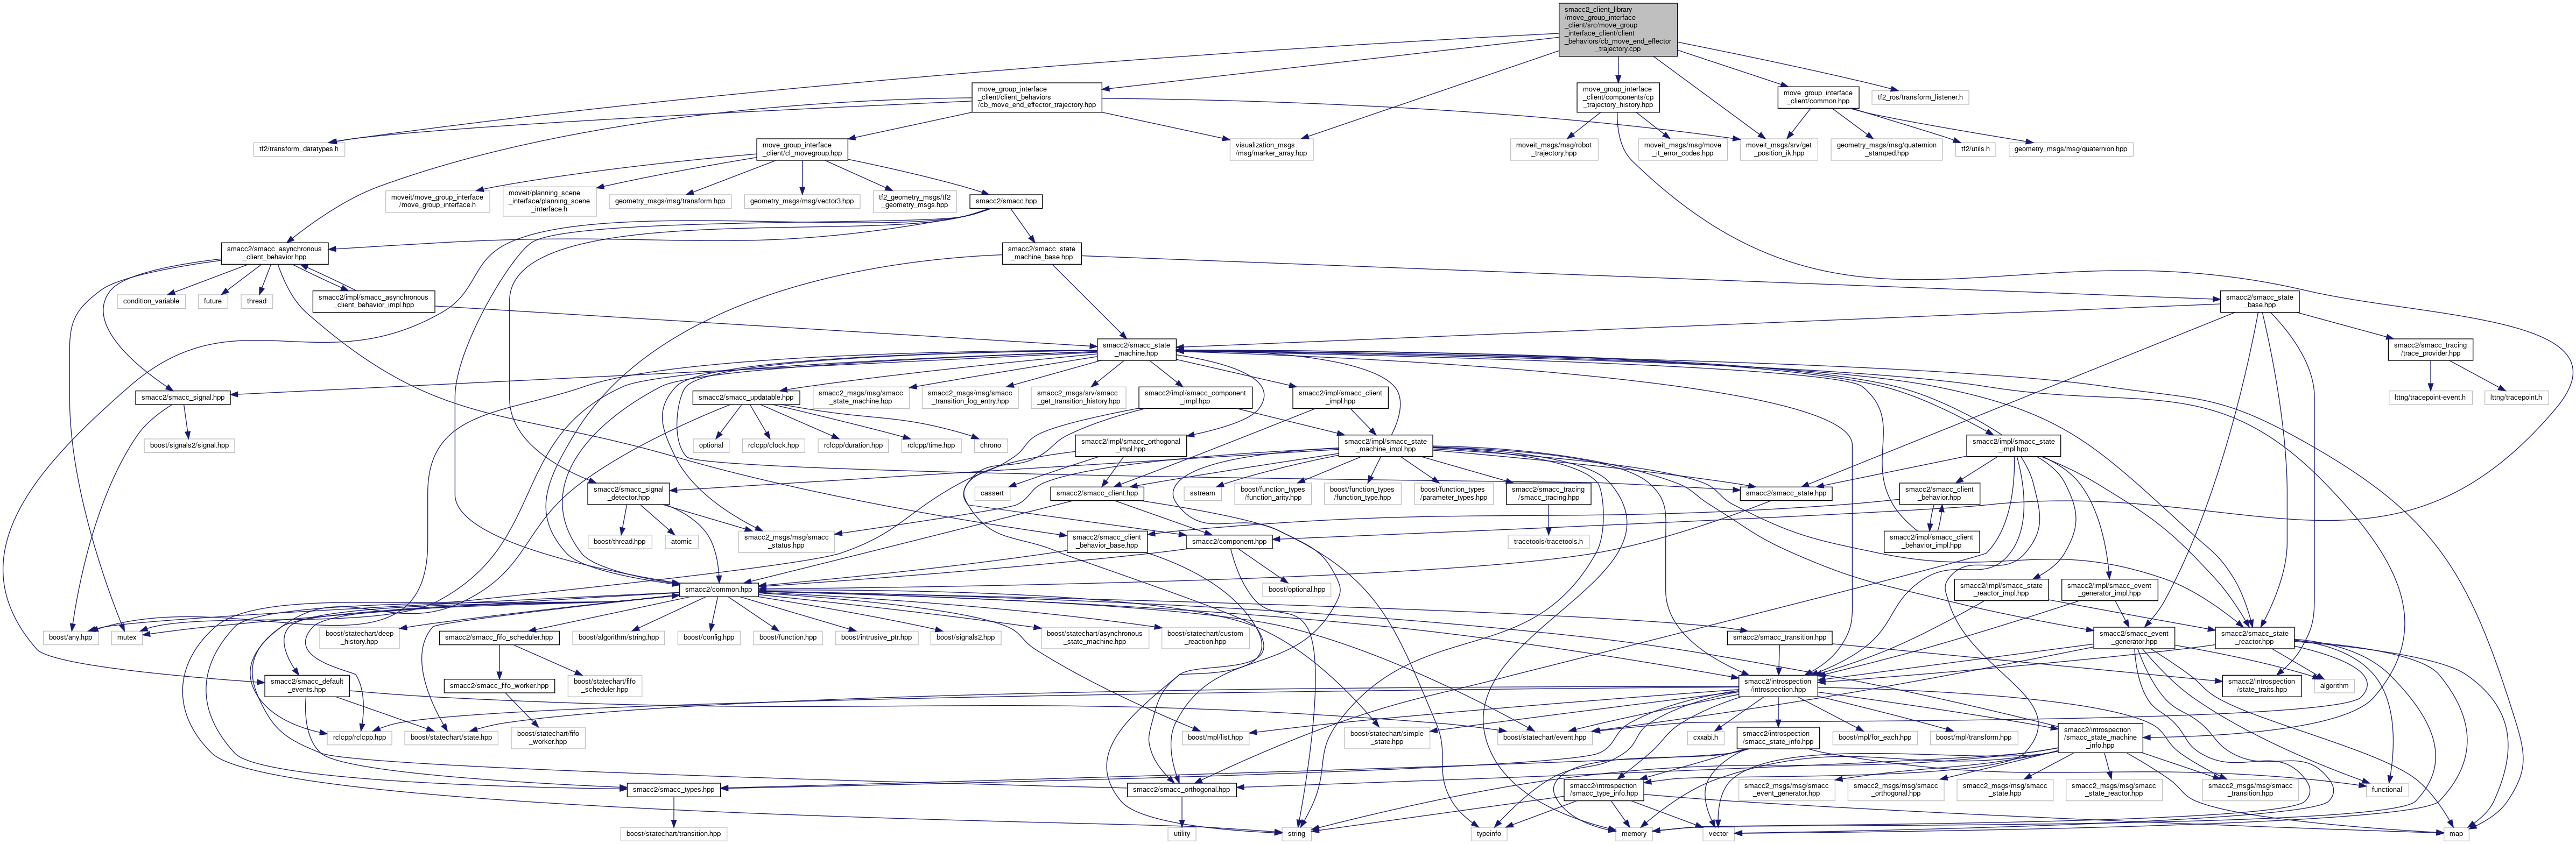 smacc2_client_library
/move_group_interface
_client/src/move_group
_interface_client/client
_behaviors/cb_move_end_effector
_trajectory.cpp
move_group_interface
_client/client_behaviors
/cb_move_end_effector_trajectory.hpp
move_group_interface
_client/components/cp
_trajectory_history.hpp
move_group_interface
_client/common.hpp
tf2_ros/transform_listener.h
tf2/transform_datatypes.h
move_group_interface
_client/cl_movegroup.hpp
visualization_msgs
/msg/marker_array.hpp
moveit_msgs/msg/robot
_trajectory.hpp
moveit_msgs/msg/move
_it_error_codes.hpp
moveit_msgs/srv/get
_position_ik.hpp
geometry_msgs/msg/quaternion
_stamped.hpp
tf2/utils.h
geometry_msgs/msg/quaternion.hpp
moveit/move_group_interface
/move_group_interface.h
moveit/planning_scene
_interface/planning_scene
_interface.h
geometry_msgs/msg/transform.hpp
geometry_msgs/msg/vector3.hpp
tf2_geometry_msgs/tf2
_geometry_msgs.hpp
smacc2/smacc.hpp
smacc2/smacc_asynchronous
_client_behavior.hpp
smacc2/smacc_state
_machine_base.hpp
condition_variable
future
thread
smacc2/impl/smacc_asynchronous
_client_behavior_impl.hpp
smacc2/smacc_state
_base.hpp
smacc2/smacc_state
_machine.hpp
smacc2/smacc_tracing
/trace_provider.hpp
smacc2/smacc_signal.hpp
smacc2/smacc_updatable.hpp
smacc2_msgs/msg/smacc
_state_machine.hpp
smacc2_msgs/msg/smacc
_transition_log_entry.hpp
smacc2_msgs/srv/smacc
_get_transition_history.hpp
smacc2/impl/smacc_component
_impl.hpp
smacc2/impl/smacc_client
_impl.hpp
lttng/tracepoint-event.h
lttng/tracepoint.h
boost/signals2/signal.hpp
optional
rclcpp/clock.hpp
rclcpp/duration.hpp
rclcpp/time.hpp
chrono
smacc2/impl/smacc_orthogonal
_impl.hpp
smacc2/impl/smacc_state
_machine_impl.hpp
smacc2/impl/smacc_state
_impl.hpp
smacc2/smacc_signal
_detector.hpp
cassert
smacc2/smacc_client.hpp
sstream
boost/function_types
/function_arity.hpp
boost/function_types
/function_type.hpp
boost/function_types
/parameter_types.hpp
smacc2/smacc_tracing
/smacc_tracing.hpp
smacc2/smacc_state.hpp
smacc2/smacc_client
_behavior.hpp
boost/thread.hpp
atomic
smacc2_msgs/msg/smacc
_status.hpp
smacc2/smacc_client
_behavior_base.hpp
smacc2/component.hpp
tracetools/tracetools.h
smacc2/impl/smacc_client
_behavior_impl.hpp
smacc2/common.hpp
boost/optional.hpp
smacc2/impl/smacc_state
_reactor_impl.hpp
smacc2/impl/smacc_event
_generator_impl.hpp
boost/any.hpp
mutex
boost/statechart/deep
_history.hpp
smacc2/smacc_fifo_scheduler.hpp
boost/algorithm/string.hpp
boost/config.hpp
boost/function.hpp
boost/intrusive_ptr.hpp
boost/signals2.hpp
boost/statechart/asynchronous
_state_machine.hpp
boost/statechart/custom
_reaction.hpp
smacc2/smacc_transition.hpp
smacc2/smacc_event
_generator.hpp
smacc2/smacc_state
_reactor.hpp
smacc2/smacc_default
_events.hpp
smacc2/smacc_fifo_worker.hpp
boost/statechart/fifo
_scheduler.hpp
smacc2/introspection
/introspection.hpp
smacc2/introspection
/state_traits.hpp
algorithm
rclcpp/rclcpp.hpp
boost/statechart/state.hpp
boost/statechart/fifo
_worker.hpp
boost/mpl/list.hpp
boost/statechart/simple
_state.hpp
boost/statechart/event.hpp
cxxabi.h
smacc2/introspection
/smacc_state_info.hpp
boost/mpl/for_each.hpp
boost/mpl/transform.hpp
smacc2/introspection
/smacc_state_machine
_info.hpp
smacc2/smacc_types.hpp
smacc2/smacc_orthogonal.hpp
smacc2/introspection
/smacc_type_info.hpp
smacc2_msgs/msg/smacc
_event_generator.hpp
smacc2_msgs/msg/smacc
_orthogonal.hpp
smacc2_msgs/msg/smacc
_state.hpp
smacc2_msgs/msg/smacc
_state_reactor.hpp
smacc2_msgs/msg/smacc
_transition.hpp
functional
boost/statechart/transition.hpp
utility
string
typeinfo
memory
vector
map